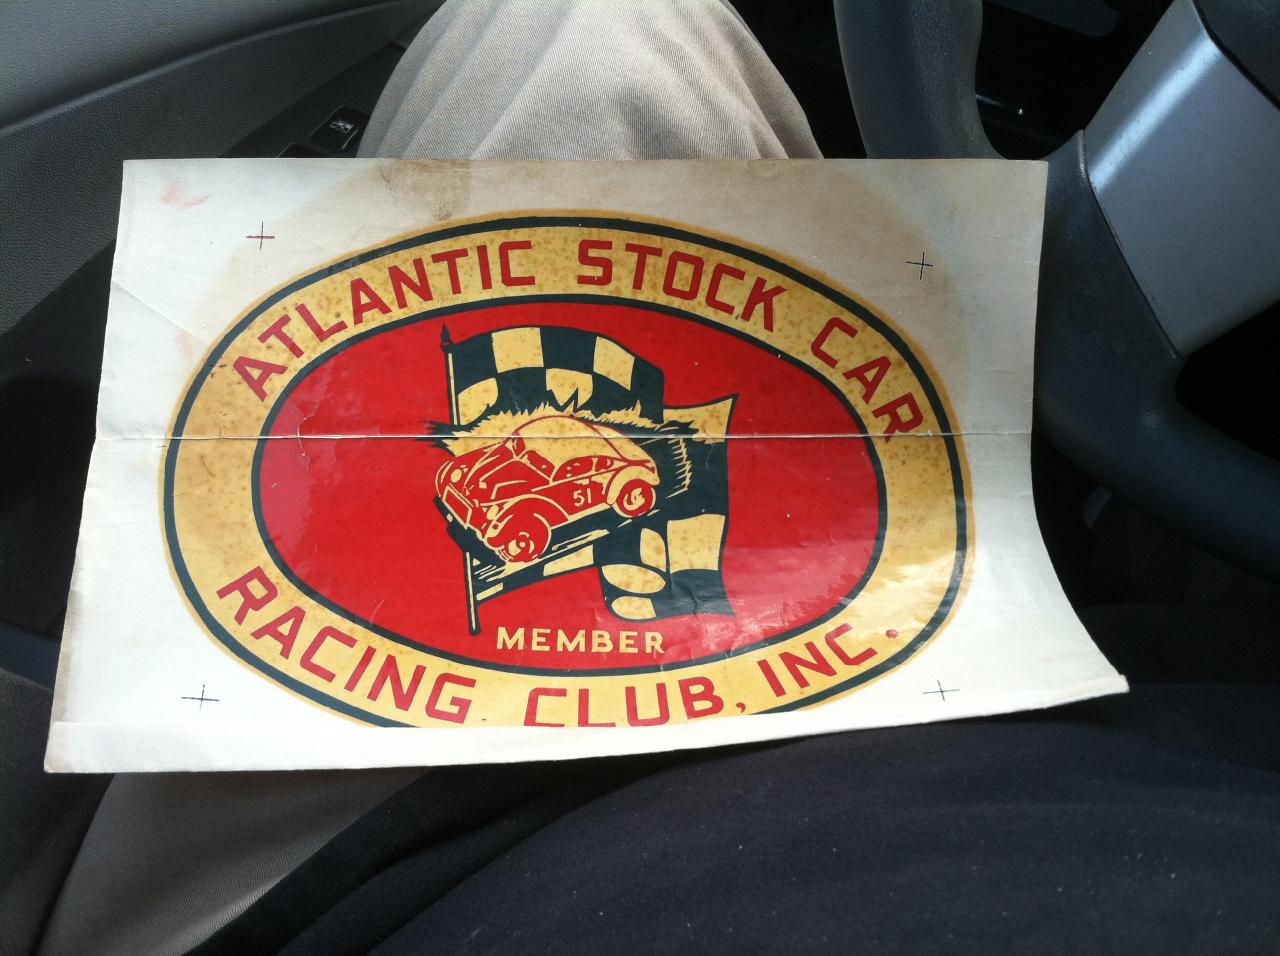 ATLANTIC STOCK CAR
51
MEMBER
RACING CLUB, INC.